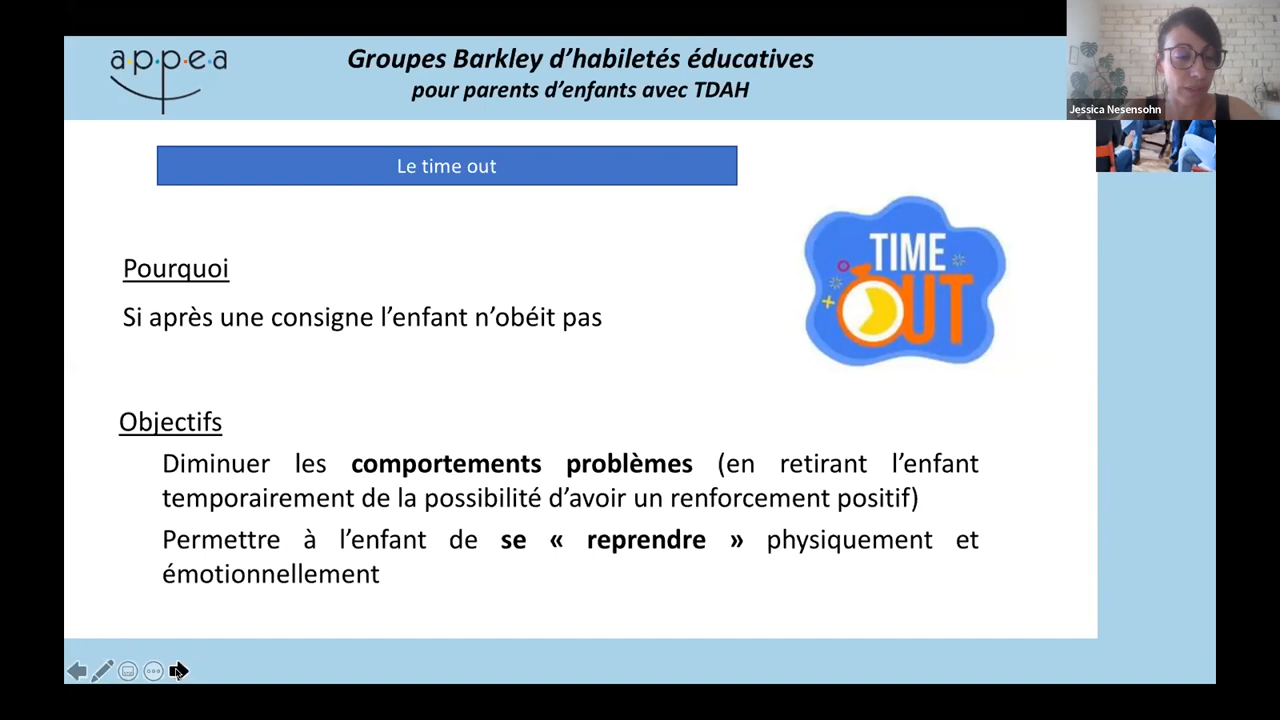 a·p·p·e·a
Groupes Barkley d'habiletés éducatives
pour parents d'enfants avec TDAH
Jessica Nesensohn
Le time out
TIME
OUT
Pourquoi
Si après une consigne l'enfant n'obéit pas
Objectifs
Diminuer les comportements problèmes (en retirant l'enfant
temporairement de la possibilité d'avoir un renforcement positif)
Permettre à l'enfant de se « reprendre » physiquement et
émotionnellement